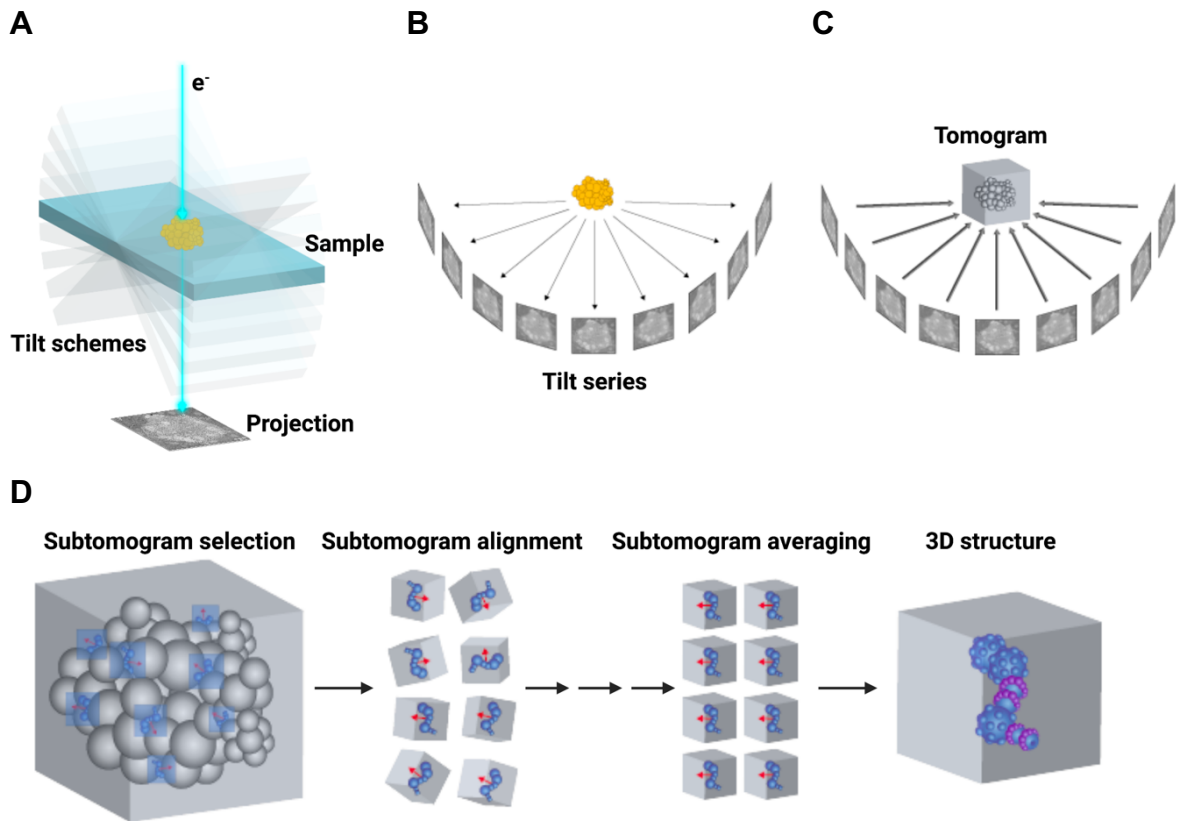 A
B
C
e-
Tomogram
Sample
Tilt schemes
Tilt series
Projection
D
Subtomogram selection
Subtomogram alignment
Subtomogram averaging
3D structure